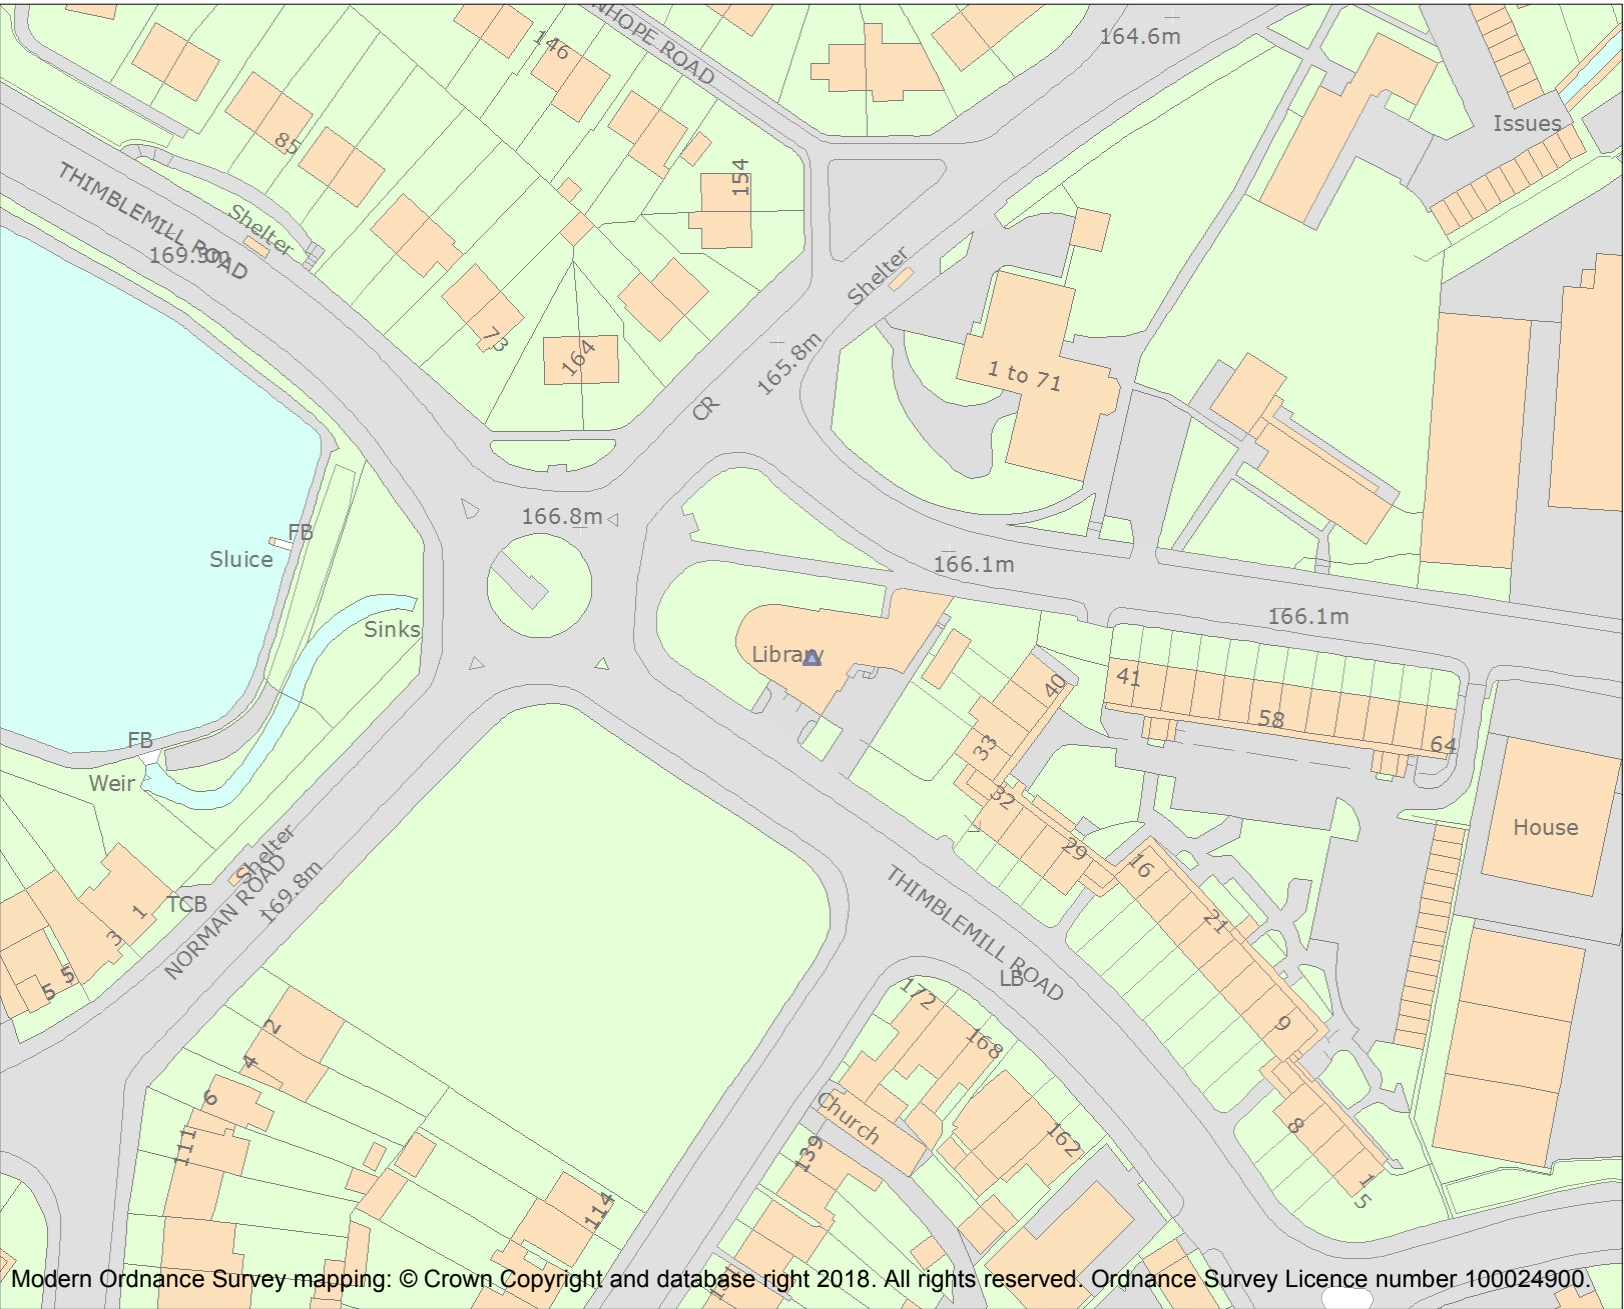 NHOPE ROAD
146
164.6m
Issues
85
THIMBLEMILL ROAD
154
Shelter
169.3m
Shelter
73
164
165.8m
1 to 71
CR
166.8m
FB
Sluice
166.1m
Sinks
166.1m
Library
40
41
33
58
64
FB
Weir
32
29
16
House
Shelter
NORMAN ROAD
169.8m
TCB
1
3
5
5
21
THIMBLEMILL ROAD
LB
172
168
9
2
4
6
111
Church
139
162
8
1
5
114
Modern Ordnance Survey mapping: © Crown Copyright and database right 2018. All rights reserved. Ordnance Survey Licence number 100024900.